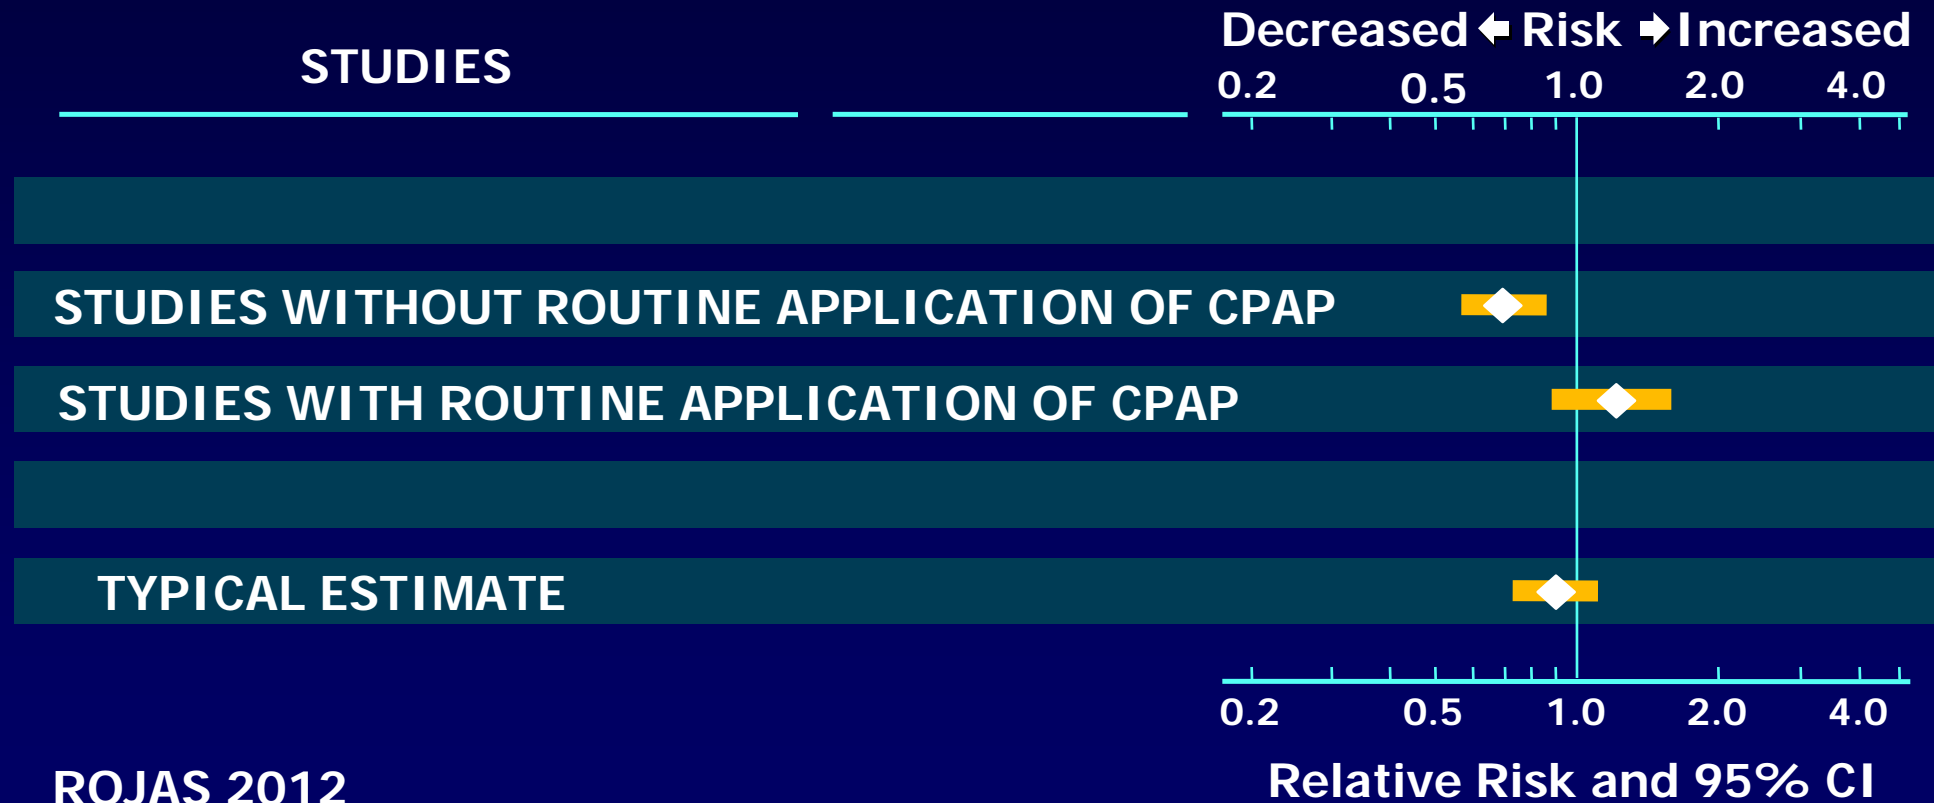 Decreased Risk Increased
STUDIES
0.2 0.5 1.0 2.0 4.0
STUDIES WITHOUT ROUTINE APPLICATION OF CPAP
STUDIES WITH ROUTINE APPLICATION OF CPAP
TYPICAL ESTIMATE
0.2 0.5 1.0 2.0 4.0
Relative Risk and 95% CI
ROJAS 2012